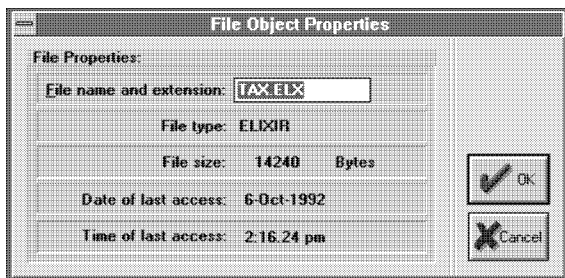 File Object Properties
File Properties:
File name and extension: TAX.ELX
File type: ELIXIR
File size: 14240 Bytes
Date of last access: 6-Oct-1992
Time of last access: 2:16.24 pm
OK
Cancel